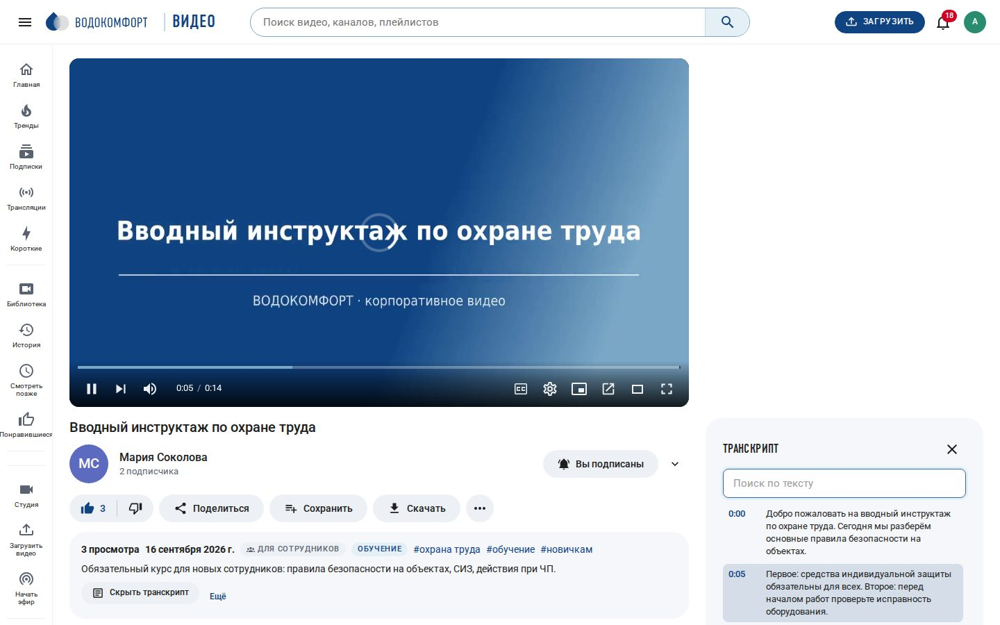 ВОДОКОМФОРТ ВИДЕО
Поиск видео, каналов, плейлистов
ЗАГРУЗИТЬ
18
А
Главная
Тренды
Подписки
Трансляции
Короткие
Библиотека
История
Смотреть
позже
Понравившиеся
Студия
Загрузить
видео
Начать
эфир
Вводный инструктаж по охране труда
ВОДОКОМФОРТ · корпоративное видео
0:05 / 0:14
CC
Вводный инструктаж по охране труда
МС
Мария Соколова
2 подписчика
Вы подписаны
3
Поделиться
Сохранить
Скачать
3 просмотра 16 сентября 2026 г. ДЛЯ СОТРУДНИКОВ ОБУЧЕНИЕ #охрана труда #обучение #новичкам
Обязательный курс для новых сотрудников: правила безопасности на объектах, СИЗ, действия при ЧП.
Скрыть транскрипт
Ещё
ТРАНСКРИПТ
Поиск по тексту
0:00 Добро пожаловать на вводный инструктаж
по охране труда. Сегодня мы разберём
основные правила безопасности на
объектах.
0:05 Первое: средства индивидуальной защиты
обязательны для всех. Второе: перед
началом работ проверьте исправность
оборудования.